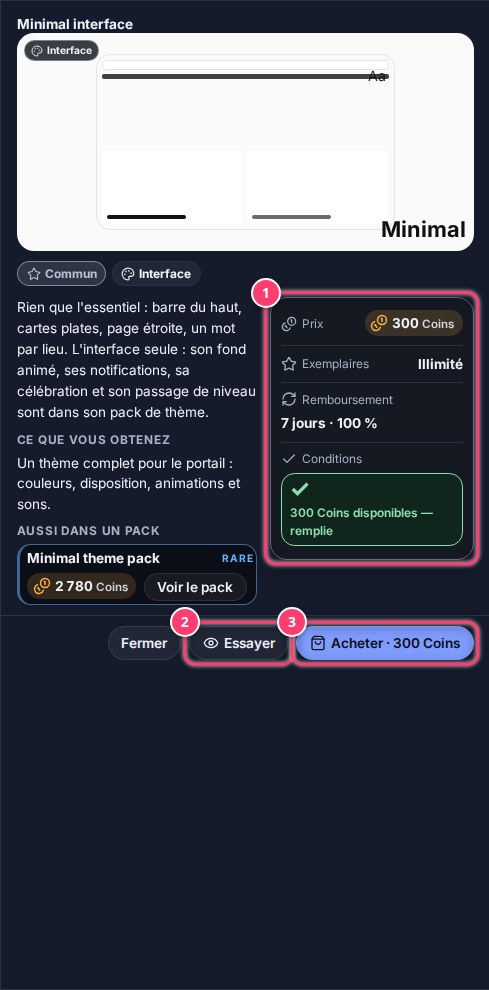 Minimal interface
Interface
Aa
Minimal
Commun
Interface
Rien que l'essentiel : barre du haut,
cartes plates, page étroite, un mot
par lieu. L'interface seule : son fond
animé, ses notifications, sa
célébration et son passage de niveau
sont dans son pack de thème.
CE QUE VOUS OBTENEZ
Un thème complet pour le portail :
couleurs, disposition, animations et
sons.
AUSSI DANS UN PACK
Minimal theme pack
RARE
2 780 Coins
Voir le pack
1
Prix
300 Coins
Exemplaires
Illimité
Remboursement
7 jours · 100 %
Conditions
300 Coins disponibles —
remplie
Fermer
2
Essayer
3
Acheter · 300 Coins